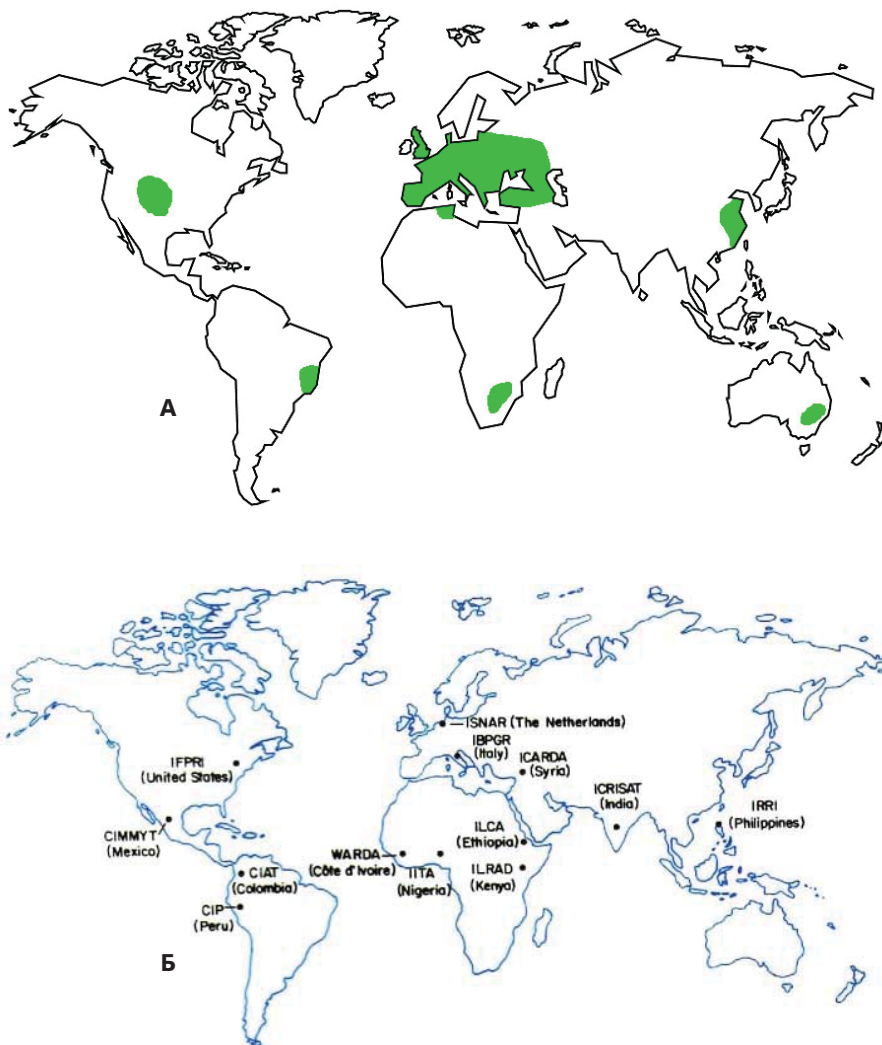 А
ISNAR (The Netherlands)
IBPGR
(Italy)
ICARDA
(Syria)
IFPRI
(United States)
ICRISAT
(India)
IRRI
(Philippines)
CIMMYT
(Mexico)
ILCA
(Ethiopia)
WARDA
(Côte d'Ivoire)
IITA
(Nigeria)
ILRAD
(Kenya)
CIAT
(Colombia)
CIP
(Peru)
Б